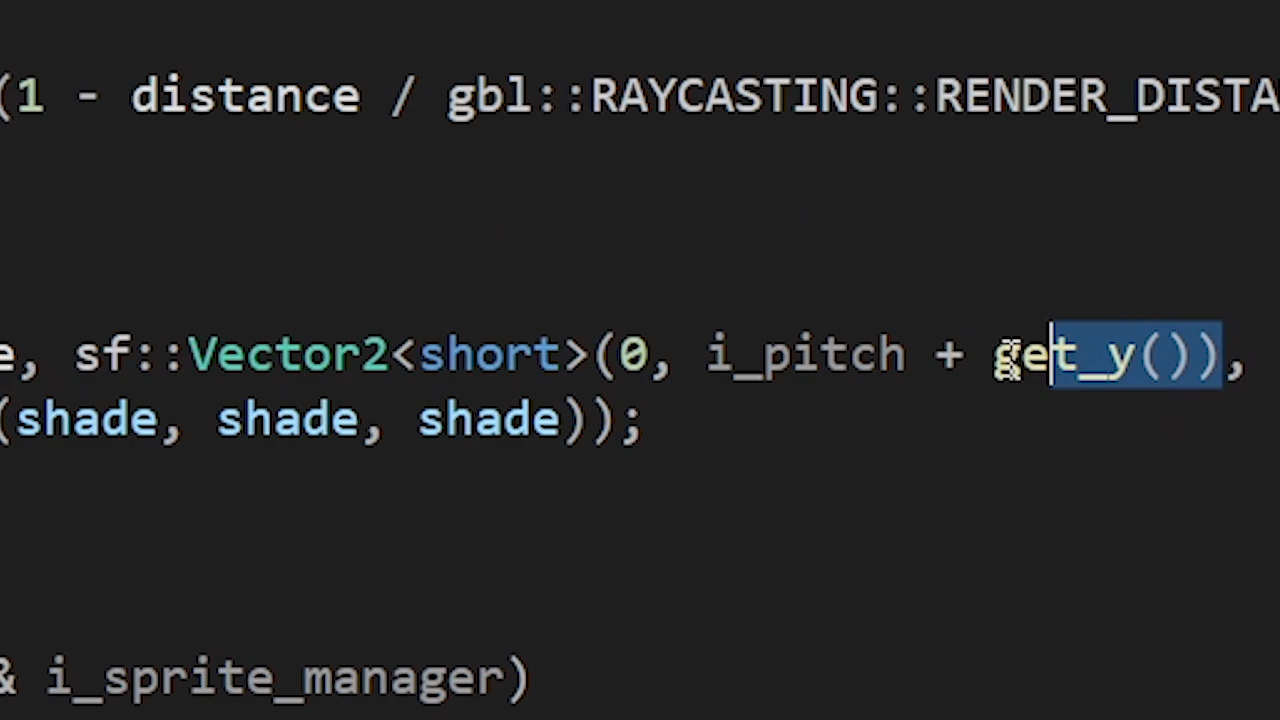 (1 - distance / gbl::RAYCASTING::RENDER_DISTA
e, sf::Vector2<short>(0, i_pitch + get_y()),
(shade, shade, shade));
& i_sprite_manager)